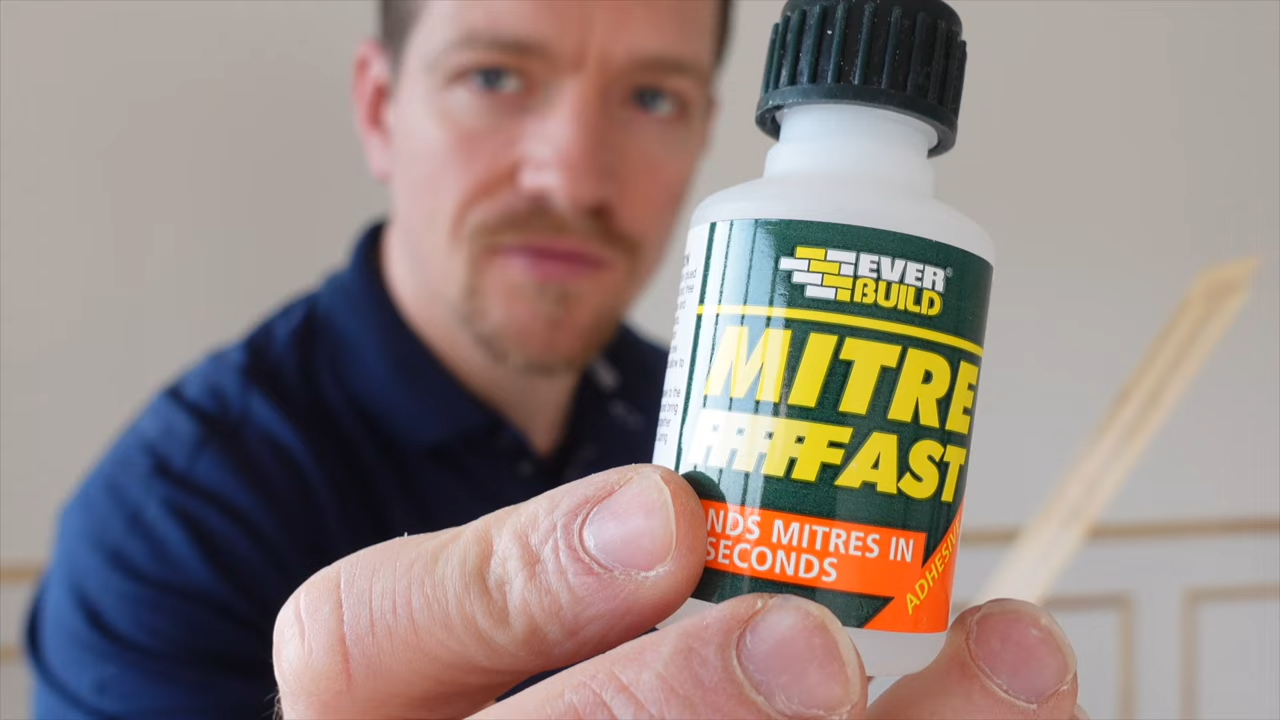 EVER
BUILD®
MITRE
FAST
NDS MITRES IN
SECONDS
ADHESIV